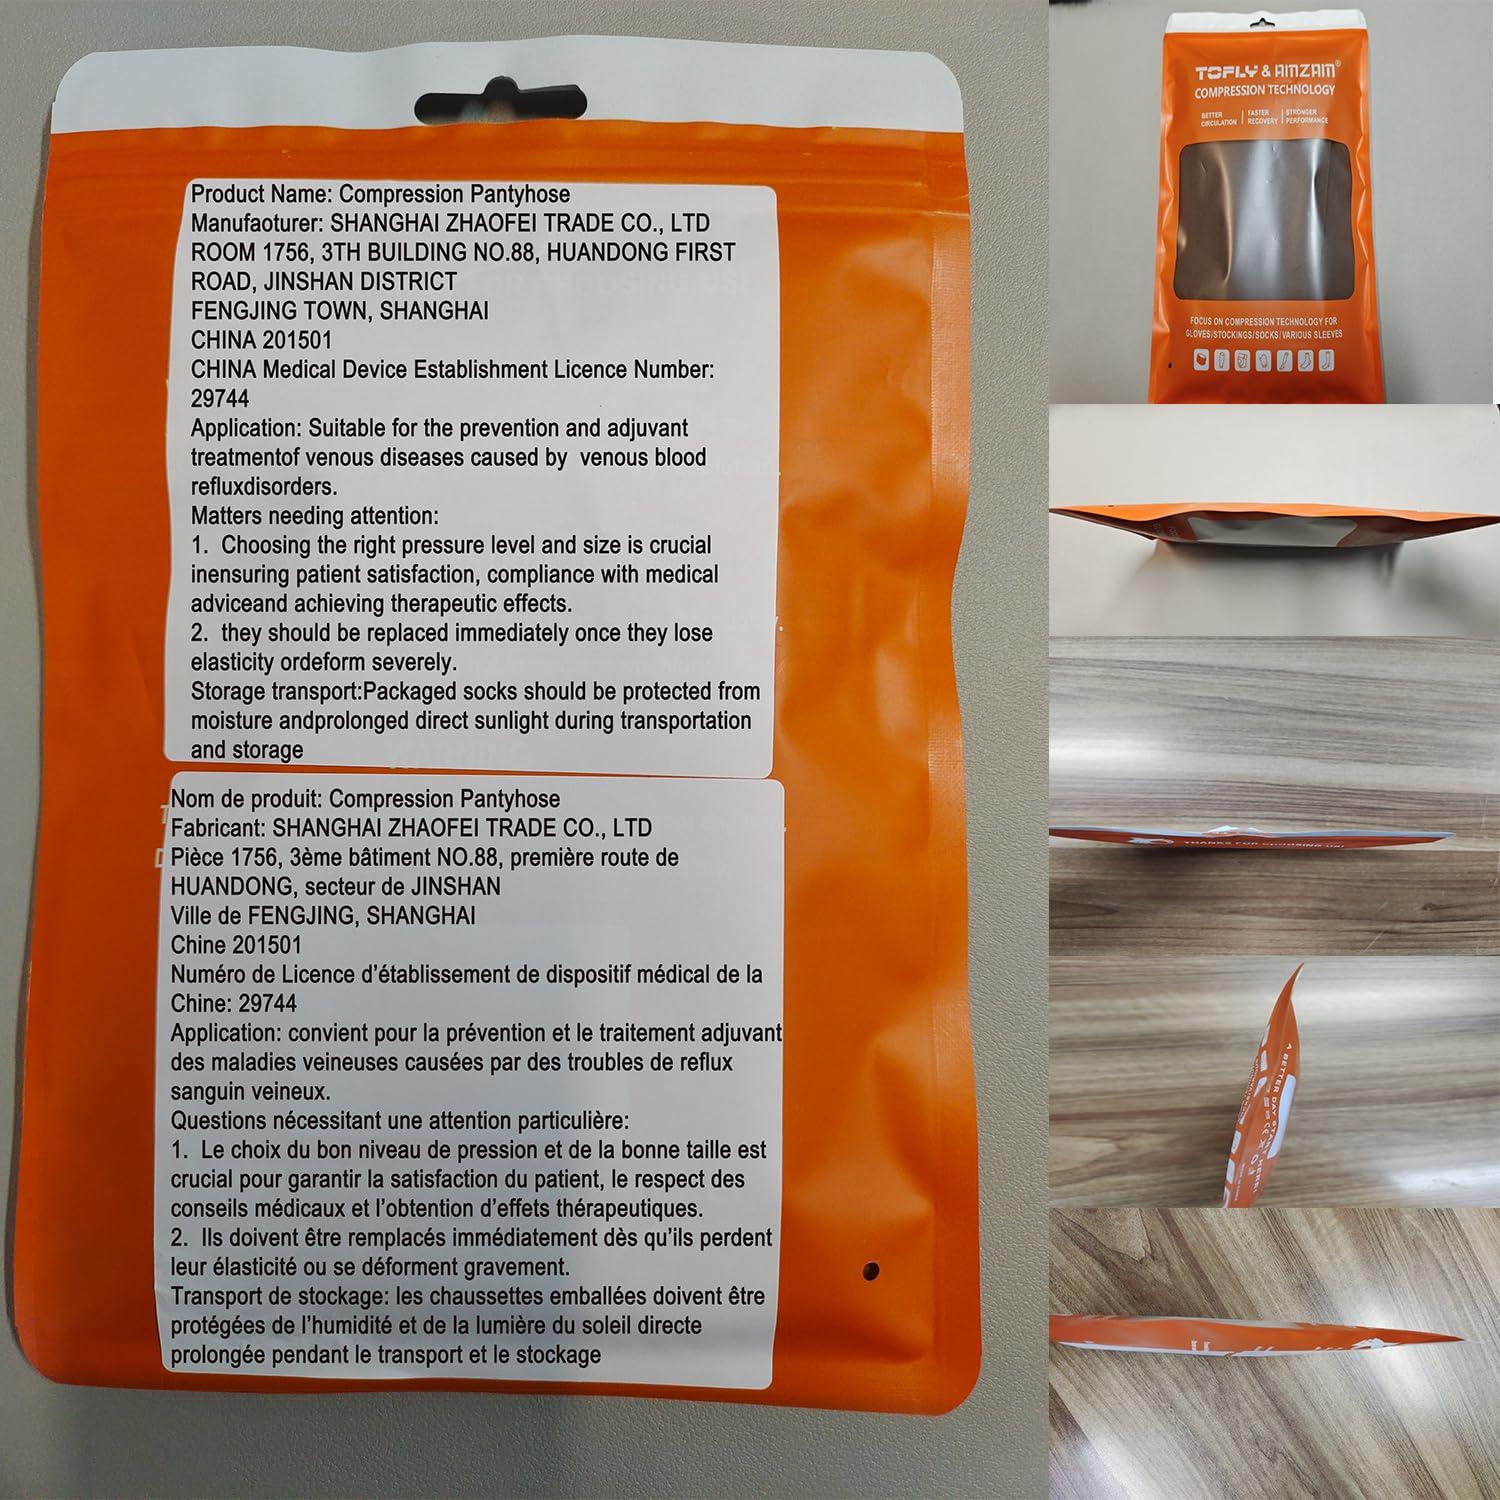 Product Name: Compression Pantyhose
Manufaoturer: SHANGHAI ZHAOFEI TRADE CO., LTD
ROOM 1756, 3TH BUILDING NO.88, HUANDONG FIRST
ROAD, JINSHAN DISTRICT
FENGJING TOWN, SHANGHAI
CHINA 201501
CHINA Medical Device Establishment Licence Number:
29744
Application: Suitable for the prevention and adjuvant
treatmentof venous diseases caused by venous blood
refluxdisorders.
Matters needing attention:
1. Choosing the right pressure level and size is crucial
inensuring patient satisfaction, compliance with medical
adviceand achieving therapeutic effects.
2. they should be replaced immediately once they lose
elasticity ordeform severely.
Storage transport:Packaged socks should be protected from
moisture andprolonged direct sunlight during transportation
and storage
Nom de produit: Compression Pantyhose
Fabricant: SHANGHAI ZHAOFEI TRADE CO., LTD
Pièce 1756, 3ème bâtiment NO.88, première route de
HUANDONG, secteur de JINSHAN
Ville de FENGJING, SHANGHAI
Chine 201501
Numéro de Licence d'établissement de dispositif médical de la
Chine: 29744
Application: convient pour la prévention et le traitement adjuvant
des maladies veineuses causées par des troubles de reflux
sanguin veineux.
Questions nécessitant une attention particulière:
1. Le choix du bon niveau de pression et de la bonne taille est
crucial pour garantir la satisfaction du patient, le respect des
conseils médicaux et l'obtention d'effets thérapeutiques.
2. Ils doivent être remplacés immédiatement dès qu'ils perdent
leur élasticité ou se déforment gravement.
Transport de stockage: les chaussettes emballées doivent être
protégées de l'humidité et de la lumière du soleil directe
prolongée pendant le transport et le stockage
TOFLY & AMZAM®
COMPRESSION TECHNOLOGY
BETTER CIRCULATION | FASTER RECOVERY | STRONGER PERFORMANCE
FOCUS ON COMPRESSION TECHNOLOGY FOR
GLOVES/STOCKINGS/SOCKS/VARIOUS SLEEVES
THANKS FOR CHOOSING US!
A BETTER DAY START HERE!